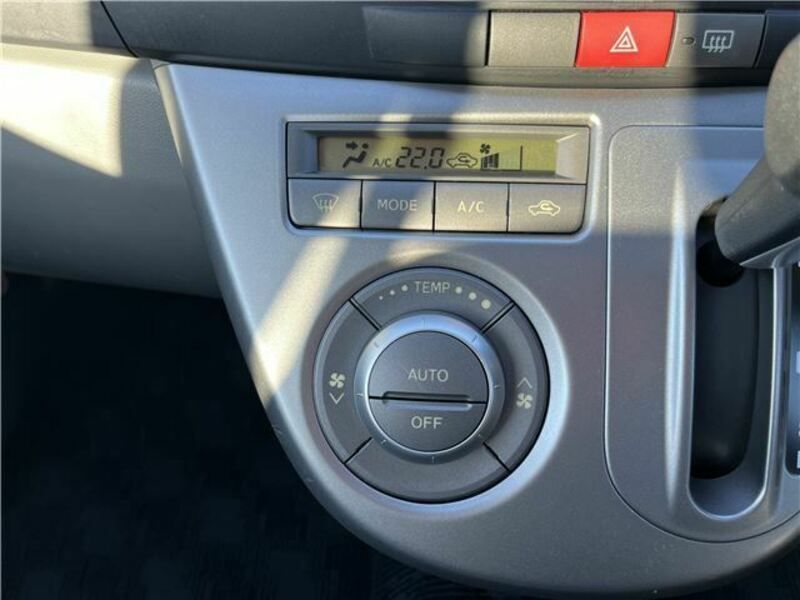 A/C 22.0
MODE A/C
TEMP
AUTO
OFF